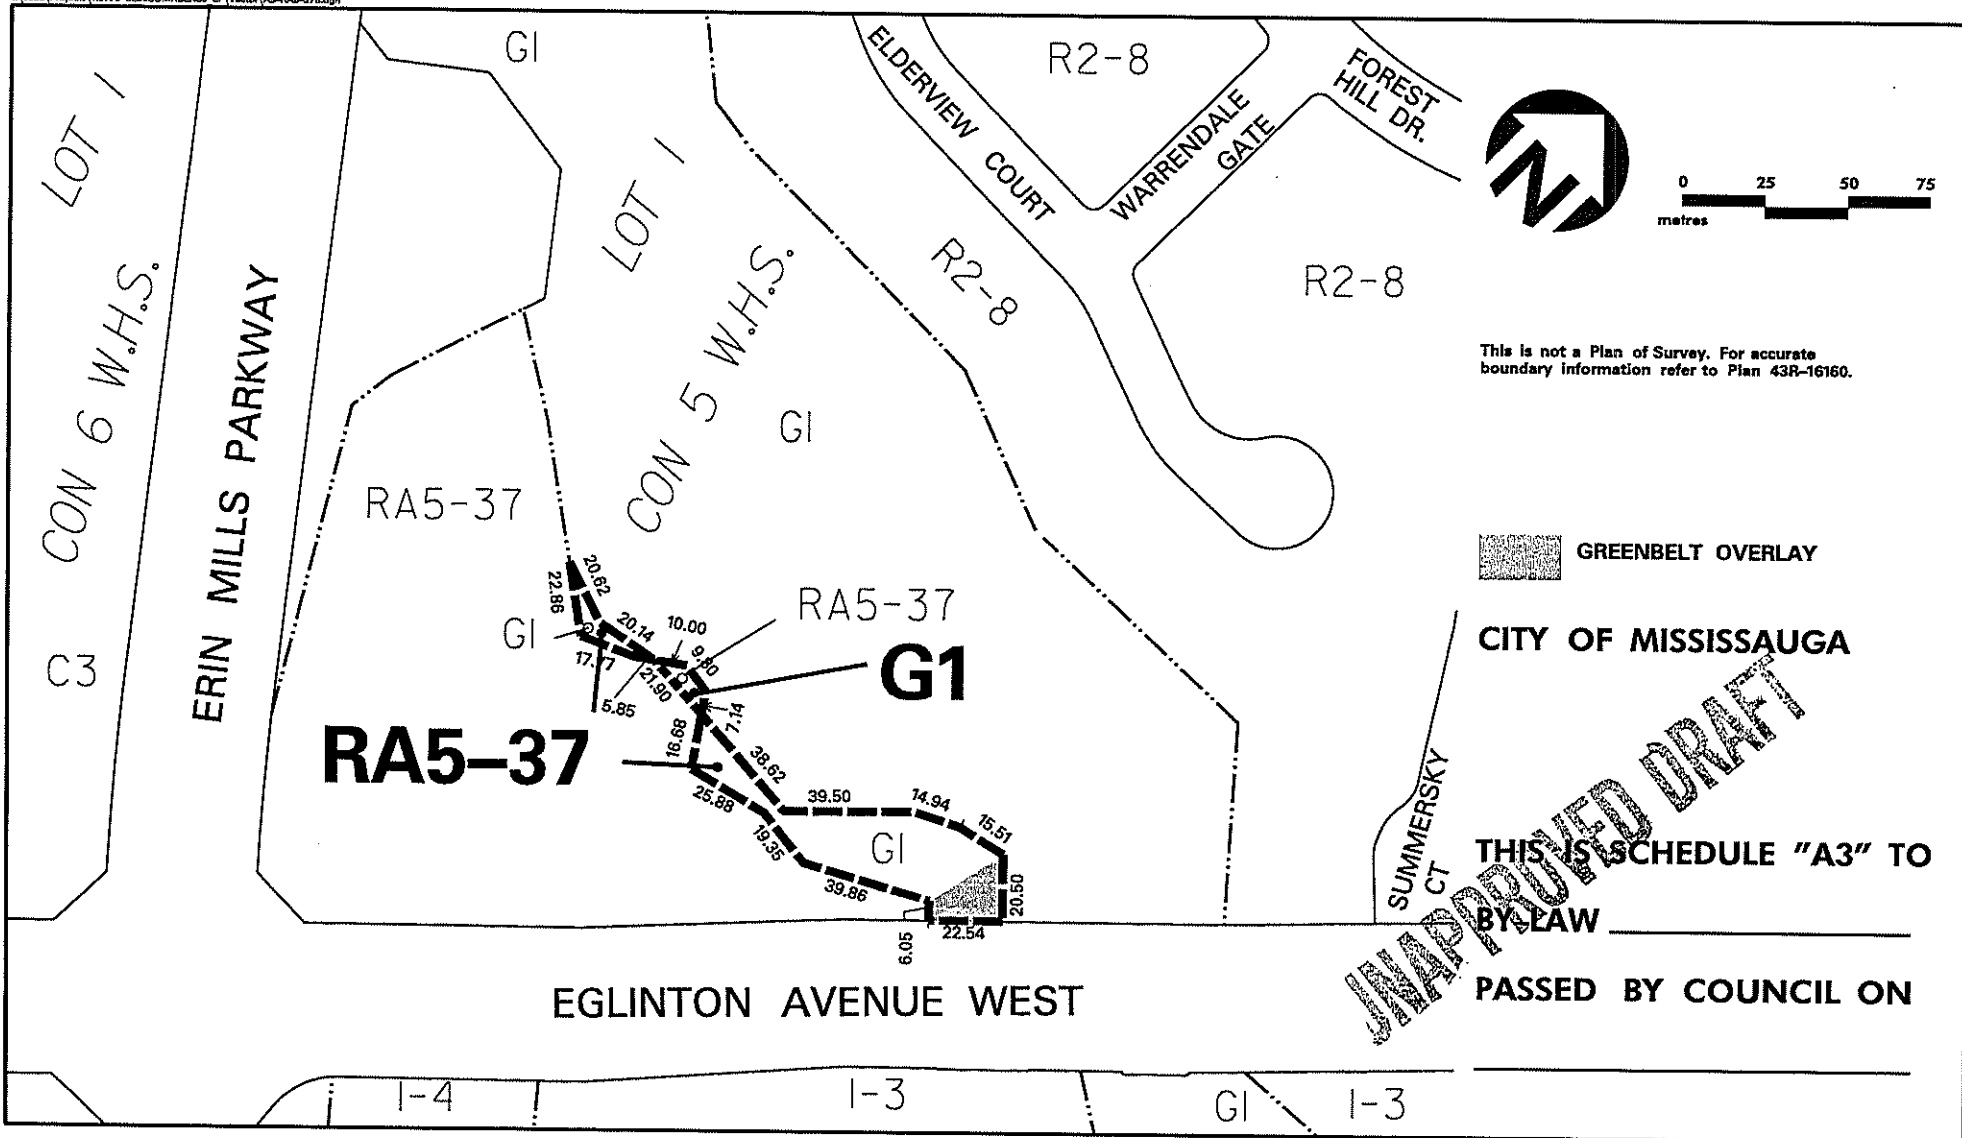 GI
R2-8
ELDERVIEW COURT
WARRENDALE
GATE
FOREST
HILL DR.
N
0 25 50 75
metres
LOT 1
CON 6 W.H.S.
LOT 1
CON 5 W.H.S.
R2-8
R2-8
This is not a Plan of Survey. For accurate
boundary information refer to Plan 43R-16160.
ERIN MILLS PARKWAY
GI
RA5-37
GREENBELT OVERLAY
20.62
22.86
RA5-37
GI
20.14
10.00
9.80
17.77
21.90
5.85
C3
G1
CITY OF MISSISSAUGA
7.14
16.68
RA5-37
38.62
25.88
39.50
14.94
15.51
19.35
GI
39.86
20.50
6.05
22.54
SUMMERSKY
CT
UNAPPROVED DRAFT
THIS IS SCHEDULE "A3" TO
BY-LAW
PASSED BY COUNCIL ON
EGLINTON AVENUE WEST
I-4
I-3
GI
I-3